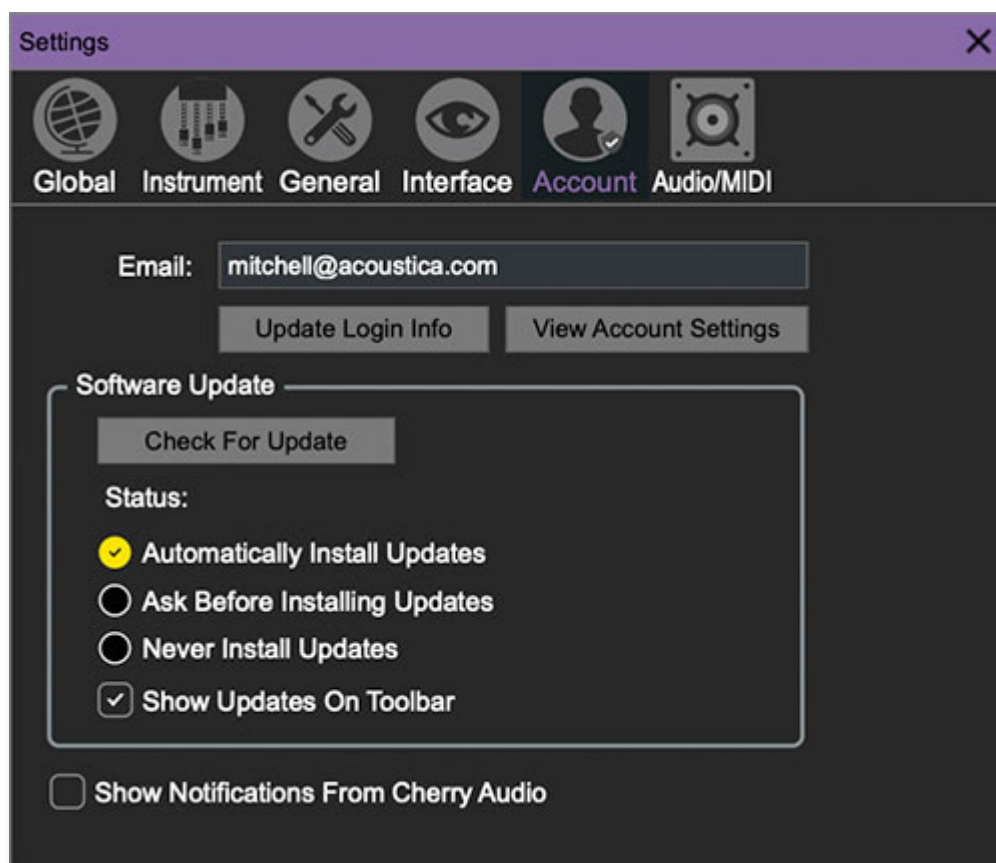 Settings
Global Instrument General Interface Account Audio/MIDI
Email: mitchell@acoustica.com
Update Login Info View Account Settings
Software Update
Check For Update
Status:
Automatically Install Updates
Ask Before Installing Updates
Never Install Updates
Show Updates On Toolbar
Show Notifications From Cherry Audio